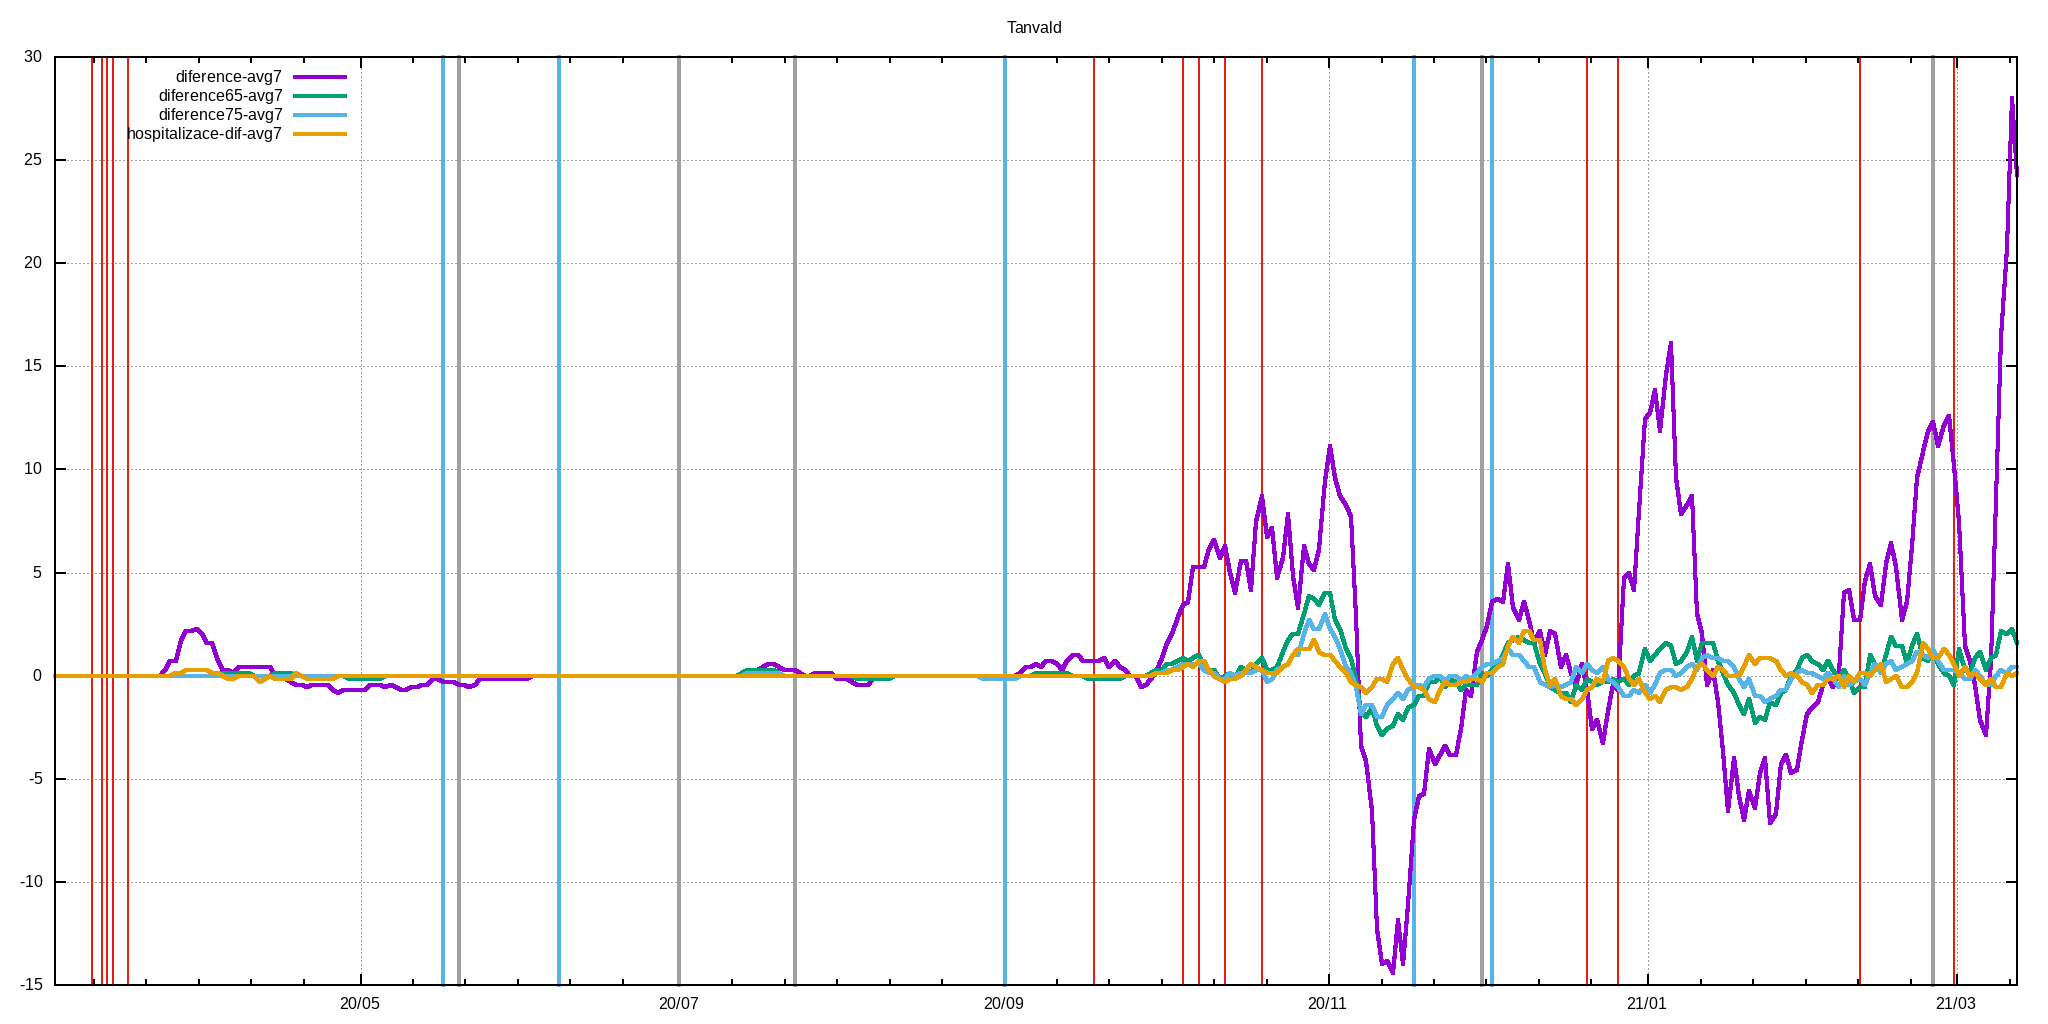 Tanvald
diference-avg7
diference65-avg7
diference75-avg7
hospitalizace-dif-avg7
30
25
20
15
10
5
0
-5
-10
-15
20/05 20/07 20/09 20/11 21/01 21/03